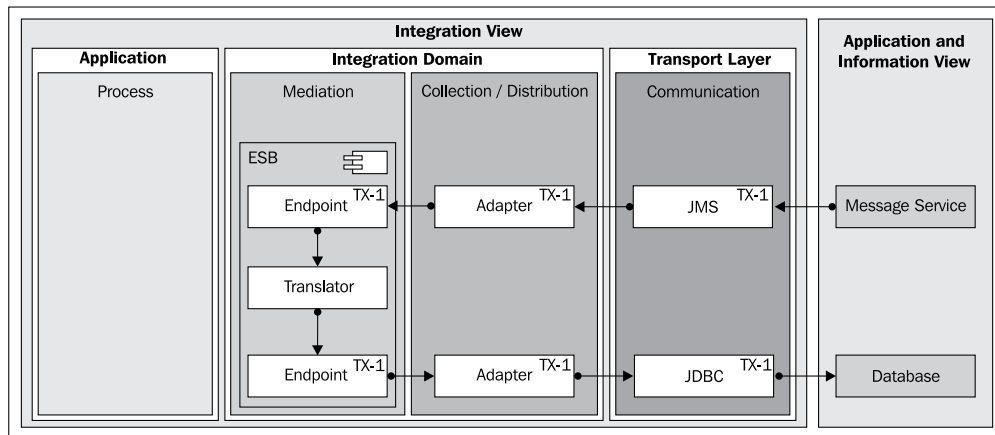 Integration View
Application and
Information View
Application
Integration Domain
Transport Layer
Process
Mediation
Collection / Distribution
Communication
ESB
TX-1
Endpoint
TX-1
Adapter
TX-1
JMS
Message Service
Translator
TX-1
Endpoint
TX-1
Adapter
TX-1
JDBC
Database